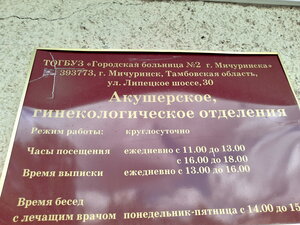 ТОГБУЗ «Городская больница №2 г. Мичуринска»
393773, г. Мичуринск, Тамбовская область,
ул. Липецкое шоссе,30
Акушерское,
гинекологическое отделения
Режим работы: круглосуточно
Часы посещения ежедневно с 11.00 до 13.00
с 16.00 до 18.00
Время выписки ежедневно с 13.00 до 16.00
Время бесед
с лечащим врачом понедельник-пятница с 14.00 до